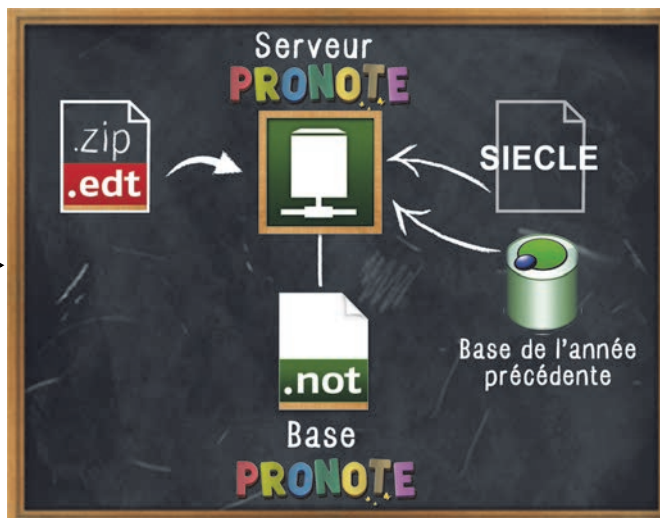 Serveur
PRONOTE
.zip
.edt
SIECLE
Base de l'année
précédente
.not
Base
PRONOTE